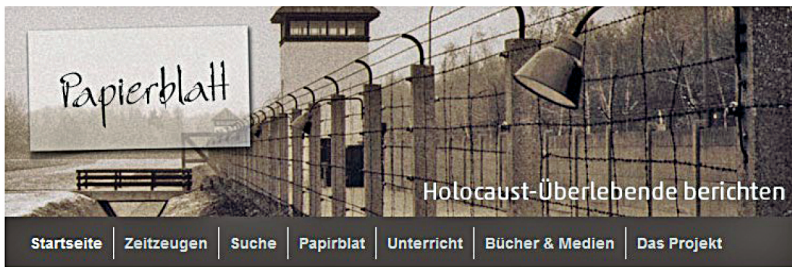 Papierblatt
Holocaust-Überlebende berichten
Startseite Zeitzeugen Suche Papirblat Unterricht Bücher & Medien Das Projekt